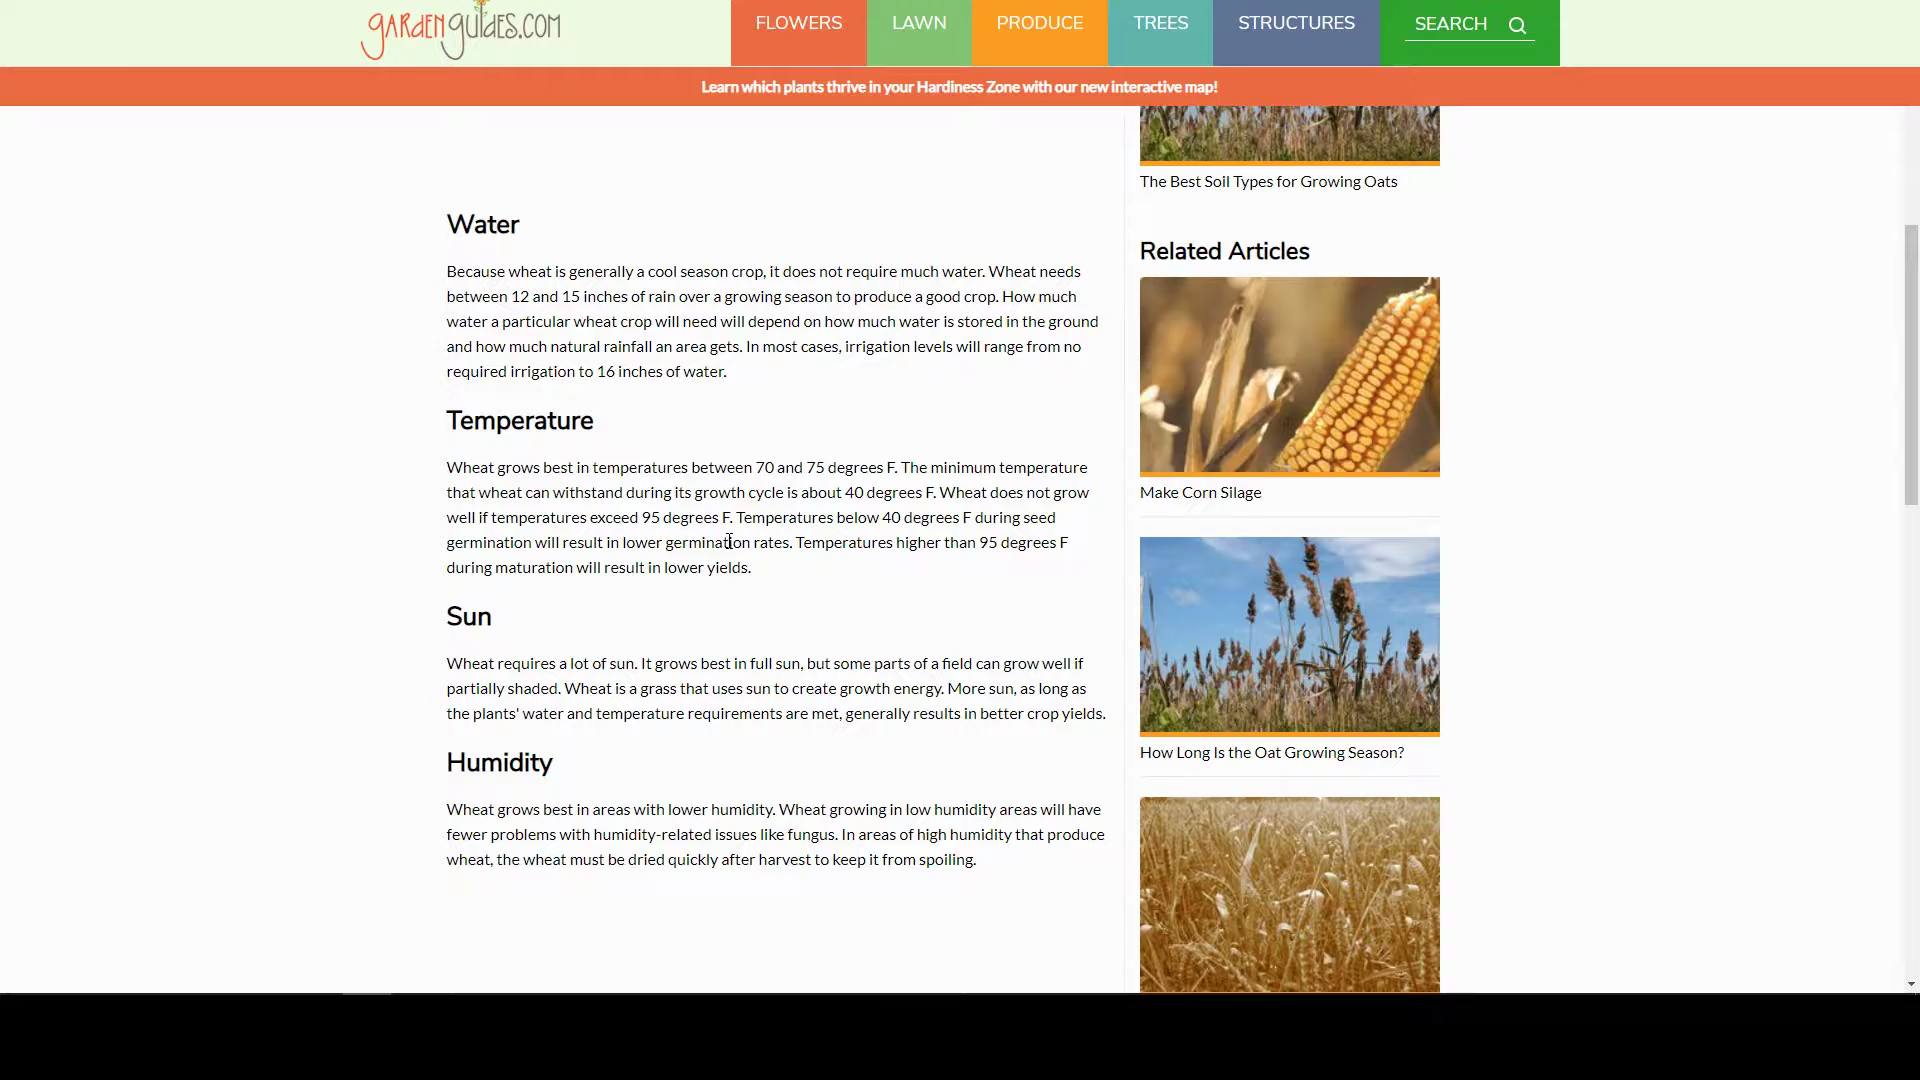 GARDENGUIDES.COM
FLOWERS
LAWN
PRODUCE
TREES
STRUCTURES
SEARCH
Learn which plants thrive in your Hardiness Zone with our new interactive map!
Water
Because wheat is generally a cool season crop, it does not require much water. Wheat needs
between 12 and 15 inches of rain over a growing season to produce a good crop. How much
water a particular wheat crop will need will depend on how much water is stored in the ground
and how much natural rainfall an area gets. In most cases, irrigation levels will range from no
required irrigation to 16 inches of water.
Temperature
Wheat grows best in temperatures between 70 and 75 degrees F. The minimum temperature
that wheat can withstand during its growth cycle is about 40 degrees F. Wheat does not grow
well if temperatures exceed 95 degrees F. Temperatures below 40 degrees F during seed
germination will result in lower germination rates. Temperatures higher than 95 degrees F
during maturation will result in lower yields.
Sun
Wheat requires a lot of sun. It grows best in full sun, but some parts of a field can grow well if
partially shaded. Wheat is a grass that uses sun to create growth energy. More sun, as long as
the plants' water and temperature requirements are met, generally results in better crop yields.
Humidity
Wheat grows best in areas with lower humidity. Wheat growing in low humidity areas will have
fewer problems with humidity-related issues like fungus. In areas of high humidity that produce
wheat, the wheat must be dried quickly after harvest to keep it from spoiling.
The Best Soil Types for Growing Oats
Related Articles
Make Corn Silage
How Long Is the Oat Growing Season?